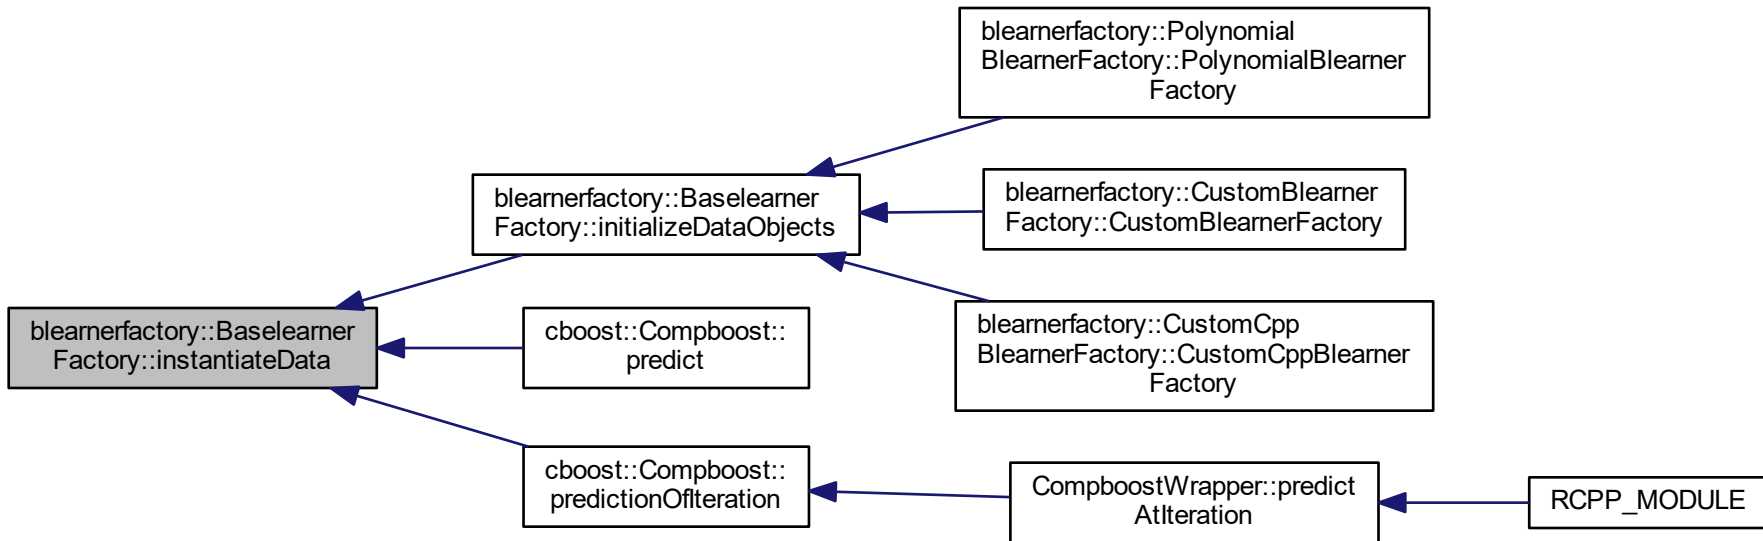 blearnerfactory::Polynomial
BlearnerFactory::PolynomialBlearner
Factory
blearnerfactory::Baselearner
Factory::initializeDataObjects
blearnerfactory::CustomBlearner
Factory::CustomBlearnerFactory
blearnerfactory::Baselearner
Factory::instantiateData
cboost::Compboost::
predict
blearnerfactory::CustomCpp
BlearnerFactory::CustomCppBlearner
Factory
cboost::Compboost::
predictionOfIteration
CompboostWrapper::predict
AtIteration
RCPP_MODULE